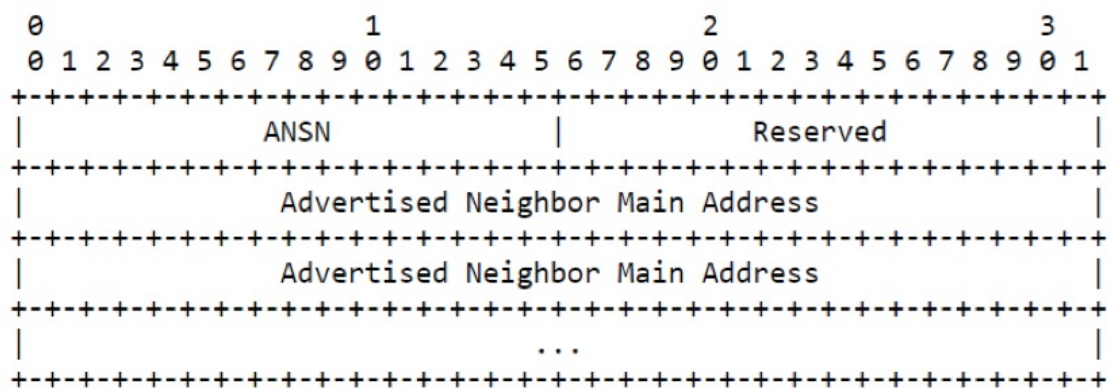 0                   1                   2                   3
0 1 2 3 4 5 6 7 8 9 0 1 2 3 4 5 6 7 8 9 0 1 2 3 4 5 6 7 8 9 0 1
+-+-+-+-+-+-+-+-+-+-+-+-+-+-+-+-+-+-+-+-+-+-+-+-+-+-+-+-+-+-+-+-+
| ANSN | Reserved |
+-+-+-+-+-+-+-+-+-+-+-+-+-+-+-+-+-+-+-+-+-+-+-+-+-+-+-+-+-+-+-+-+
| Advertised Neighbor Main Address |
+-+-+-+-+-+-+-+-+-+-+-+-+-+-+-+-+-+-+-+-+-+-+-+-+-+-+-+-+-+-+-+-+
| Advertised Neighbor Main Address |
+-+-+-+-+-+-+-+-+-+-+-+-+-+-+-+-+-+-+-+-+-+-+-+-+-+-+-+-+-+-+-+-+
| ... |
+-+-+-+-+-+-+-+-+-+-+-+-+-+-+-+-+-+-+-+-+-+-+-+-+-+-+-+-+-+-+-+-+